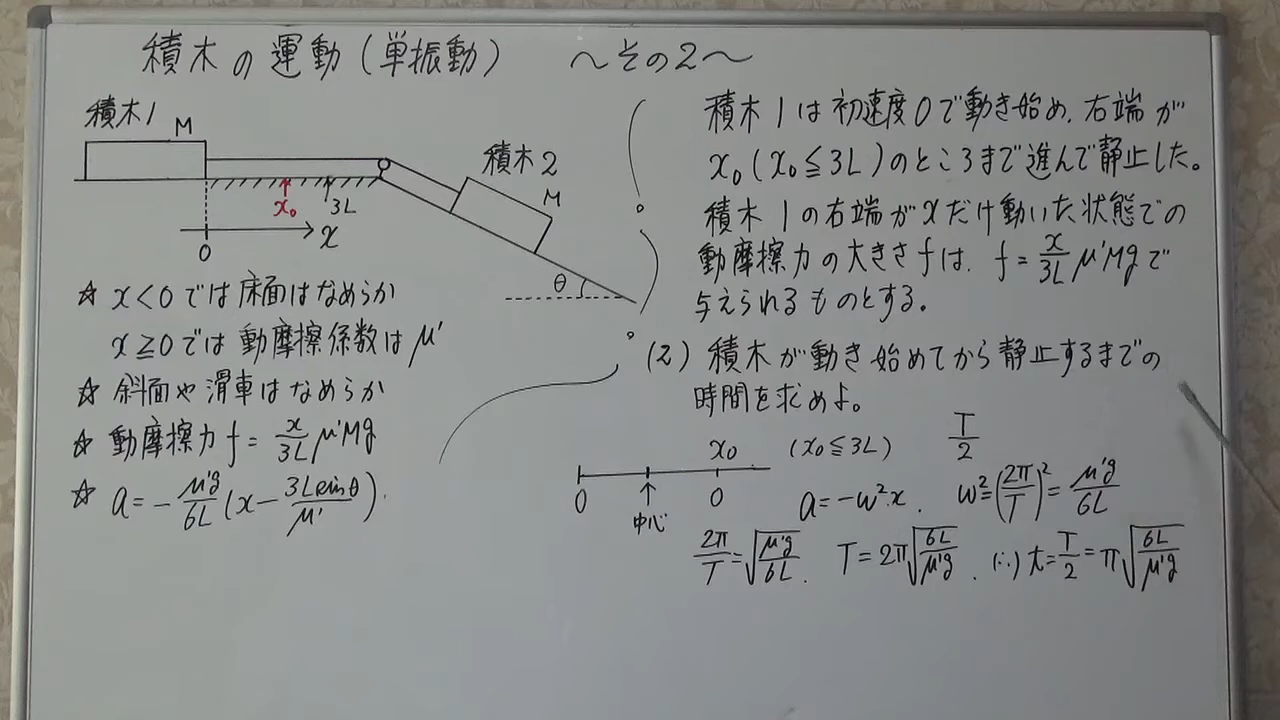 積木の運動(単振動) 〜その2〜
積木1
M
積木2
M
x₀
3L
0
x
θ
☆ x<0では床面はなめらか
x≧0では動摩擦係数はμ'
☆ 斜面や滑車はなめらか
☆ 動摩擦力f=x/3L μ'Mg
☆ a=-μ'g/6L(x-3Lsinθ/μ').
積木1は初速度0で動き始め、右端が
x₀(x₀≦3L)のところまで進んで静止した。
積木1の右端がxだけ動いた状態での
動摩擦力の大きさfは、f=x/3L μ'Mgで
与えられるものとする。
(2) 積木が動き始めてから静止するまでの
時間を求めよ。
x₀ (x₀≦3L) T/2
0 0
中心
a=-ω²x. ω²=(2π/T)²=μ'g/6L
2π/T=√(μ'g/6L). T=2π√(6L/μ'g). (∴) t=T/2=π√(6L/μ'g)